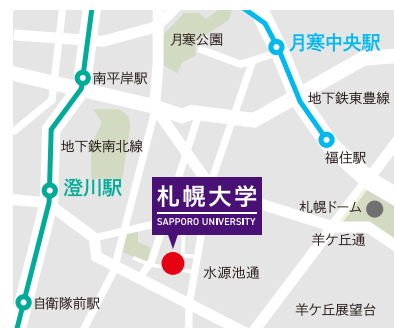 月寒公園
月寒中央駅
南平岸駅
地下鉄東豊線
地下鉄南北線
福住駅
澄川駅
札幌大学
SAPPORO UNIVERSITY
札幌ドーム
羊ケ丘通
水源池通
自衛隊前駅
羊ケ丘展望台